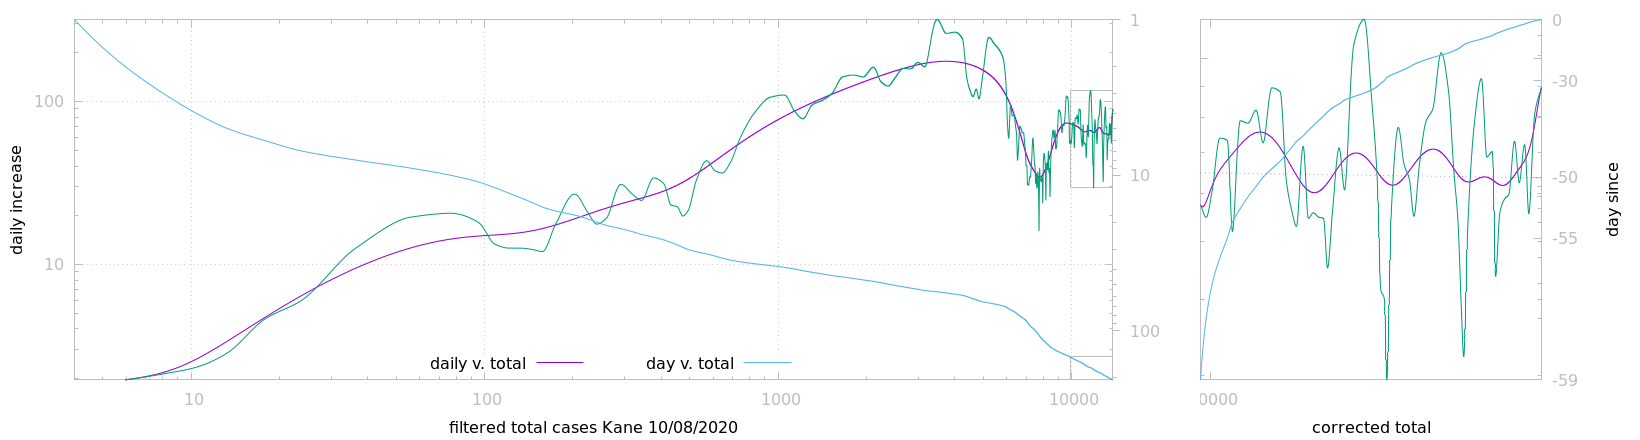 daily increase
100
10
10
100
1000
10000
1
10
100
daily v. total
day v. total
filtered total cases Kane 10/08/2020
0
-30
-50
-55
-59
day since
0000
corrected total